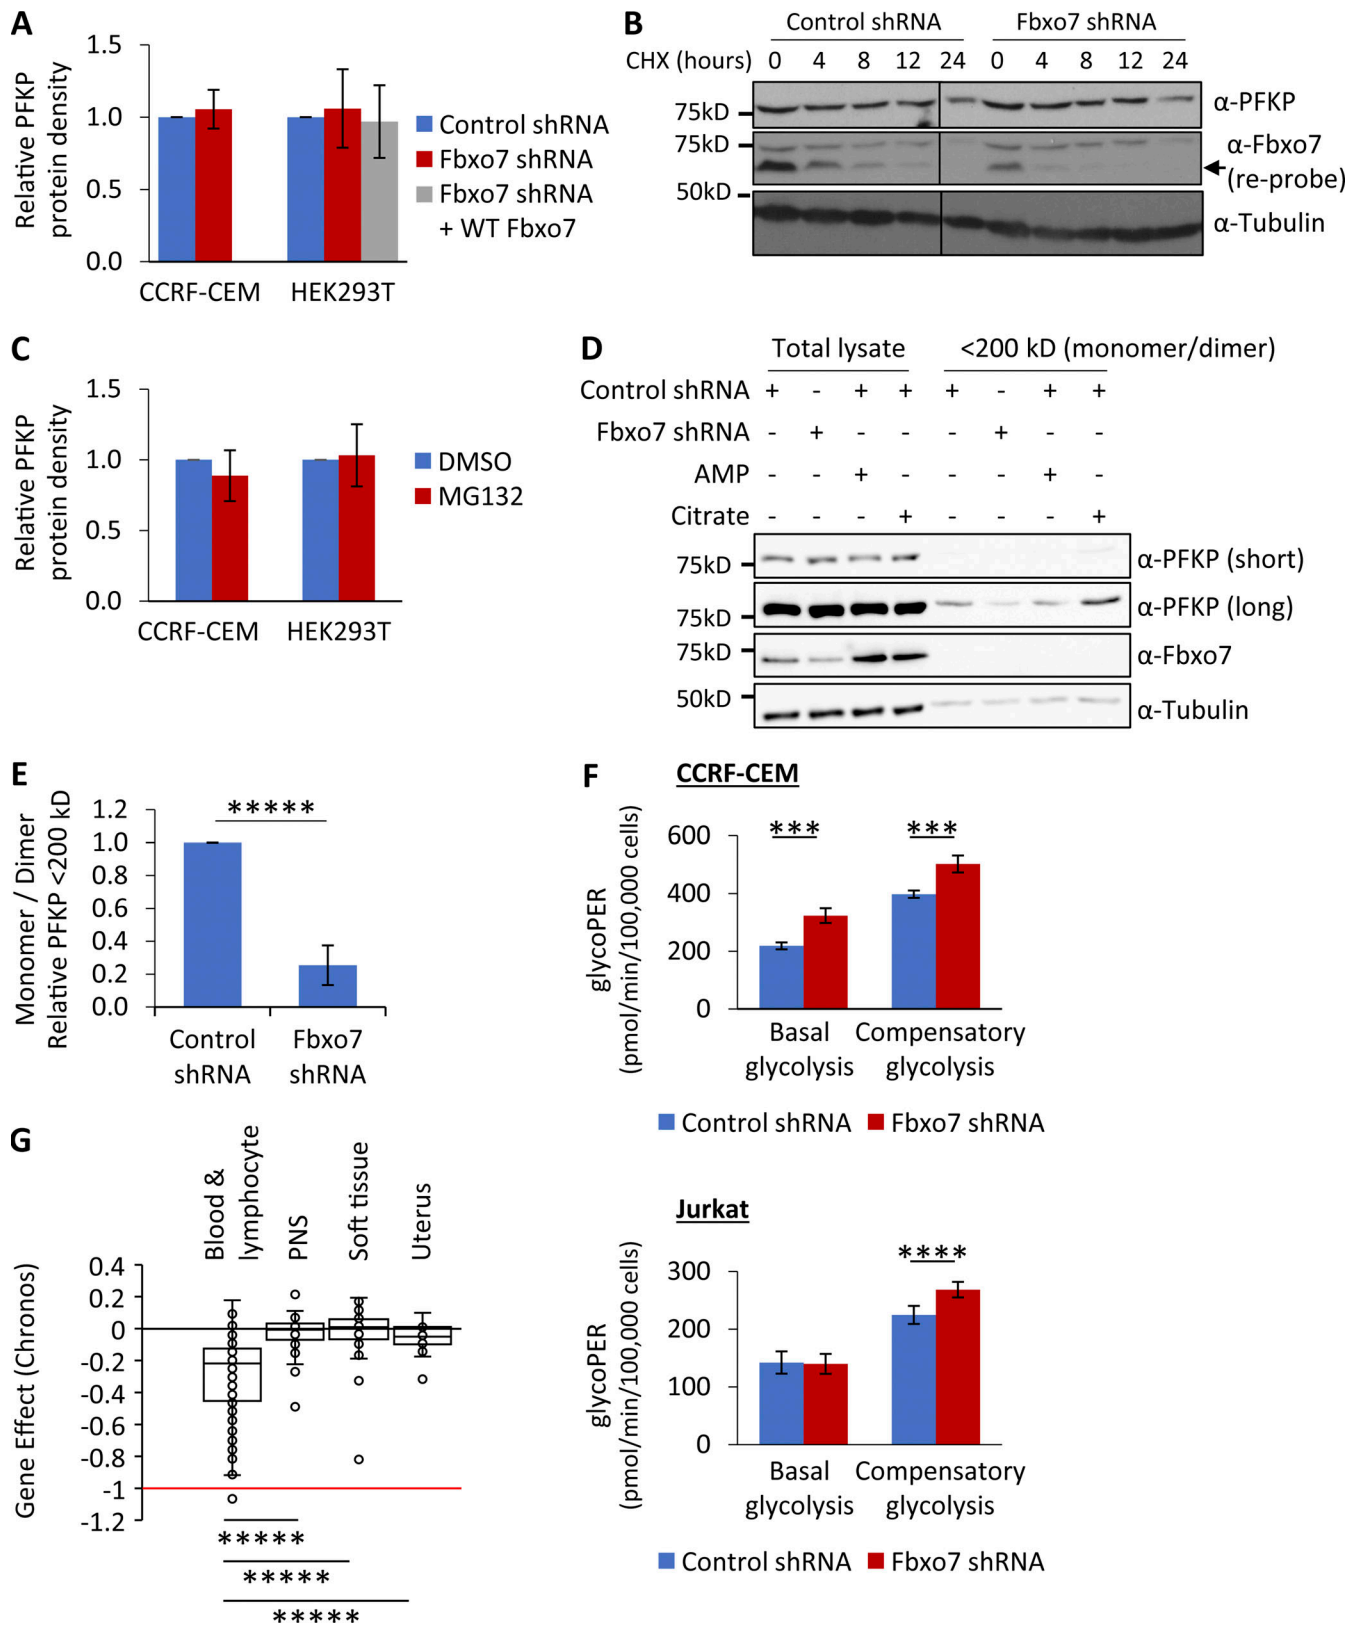 A
Relative PFKP
protein density
1.5
1.0
0.5
0.0
CCRF-CEM HEK293T
Control shRNA
Fbxo7 shRNA
Fbxo7 shRNA
+ WT Fbxo7
B
Control shRNA Fbxo7 shRNA
CHX (hours) 0 4 8 12 24 0 4 8 12 24
75kD
α-PFKP
75kD
α-Fbxo7
(re-probe)
50kD
α-Tubulin
C
Relative PFKP
protein density
1.5
1.0
0.5
0.0
CCRF-CEM HEK293T
DMSO
MG132
D
Total lysate <200 kD (monomer/dimer)
Control shRNA + - + + + - + +
Fbxo7 shRNA - + - - - + - -
AMP - - + - - - + -
Citrate - - - + - - - +
75kD
α-PFKP (short)
75kD
α-PFKP (long)
75kD
α-Fbxo7
50kD
α-Tubulin
E
Monomer / Dimer
Relative PFKP <200 kD
1.2
1.0
0.8
0.6
0.4
0.2
0.0
*****
Control
shRNA
Fbxo7
shRNA
F
CCRF-CEM
glycoPER
(pmol/min/100,000 cells)
600
400
200
0
*** ***
Basal
glycolysis
Compensatory
glycolysis
Control shRNA Fbxo7 shRNA
Jurkat
glycoPER
(pmol/min/100,000 cells)
300
200
100
0
****
Basal
glycolysis
Compensatory
glycolysis
Control shRNA Fbxo7 shRNA
G
Blood &
lymphocyte
PNS
Soft tissue
Uterus
Gene Effect (Chronos)
0.4
0.2
0
-0.2
-0.4
-0.6
-0.8
-1
-1.2
*****
*****
*****